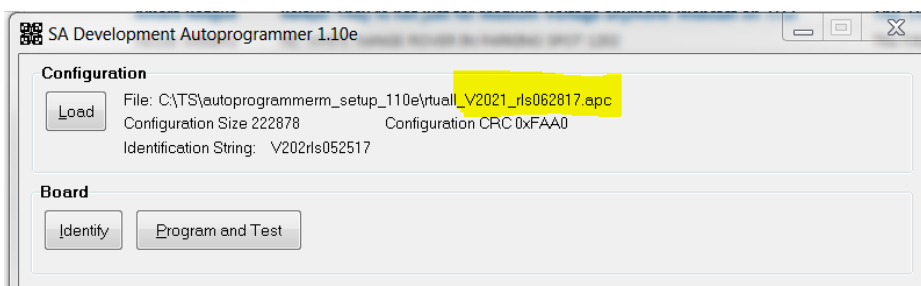 SA Development Autoprogrammer 1.10e
Configuration
Load
File: C:\TS\autoprogrammerm_setup_110e\rtuall_V2021_rls062817.apc
Configuration Size 222878 Configuration CRC 0xFAA0
Identification String: V202rls052517
Board
Identify Program and Test